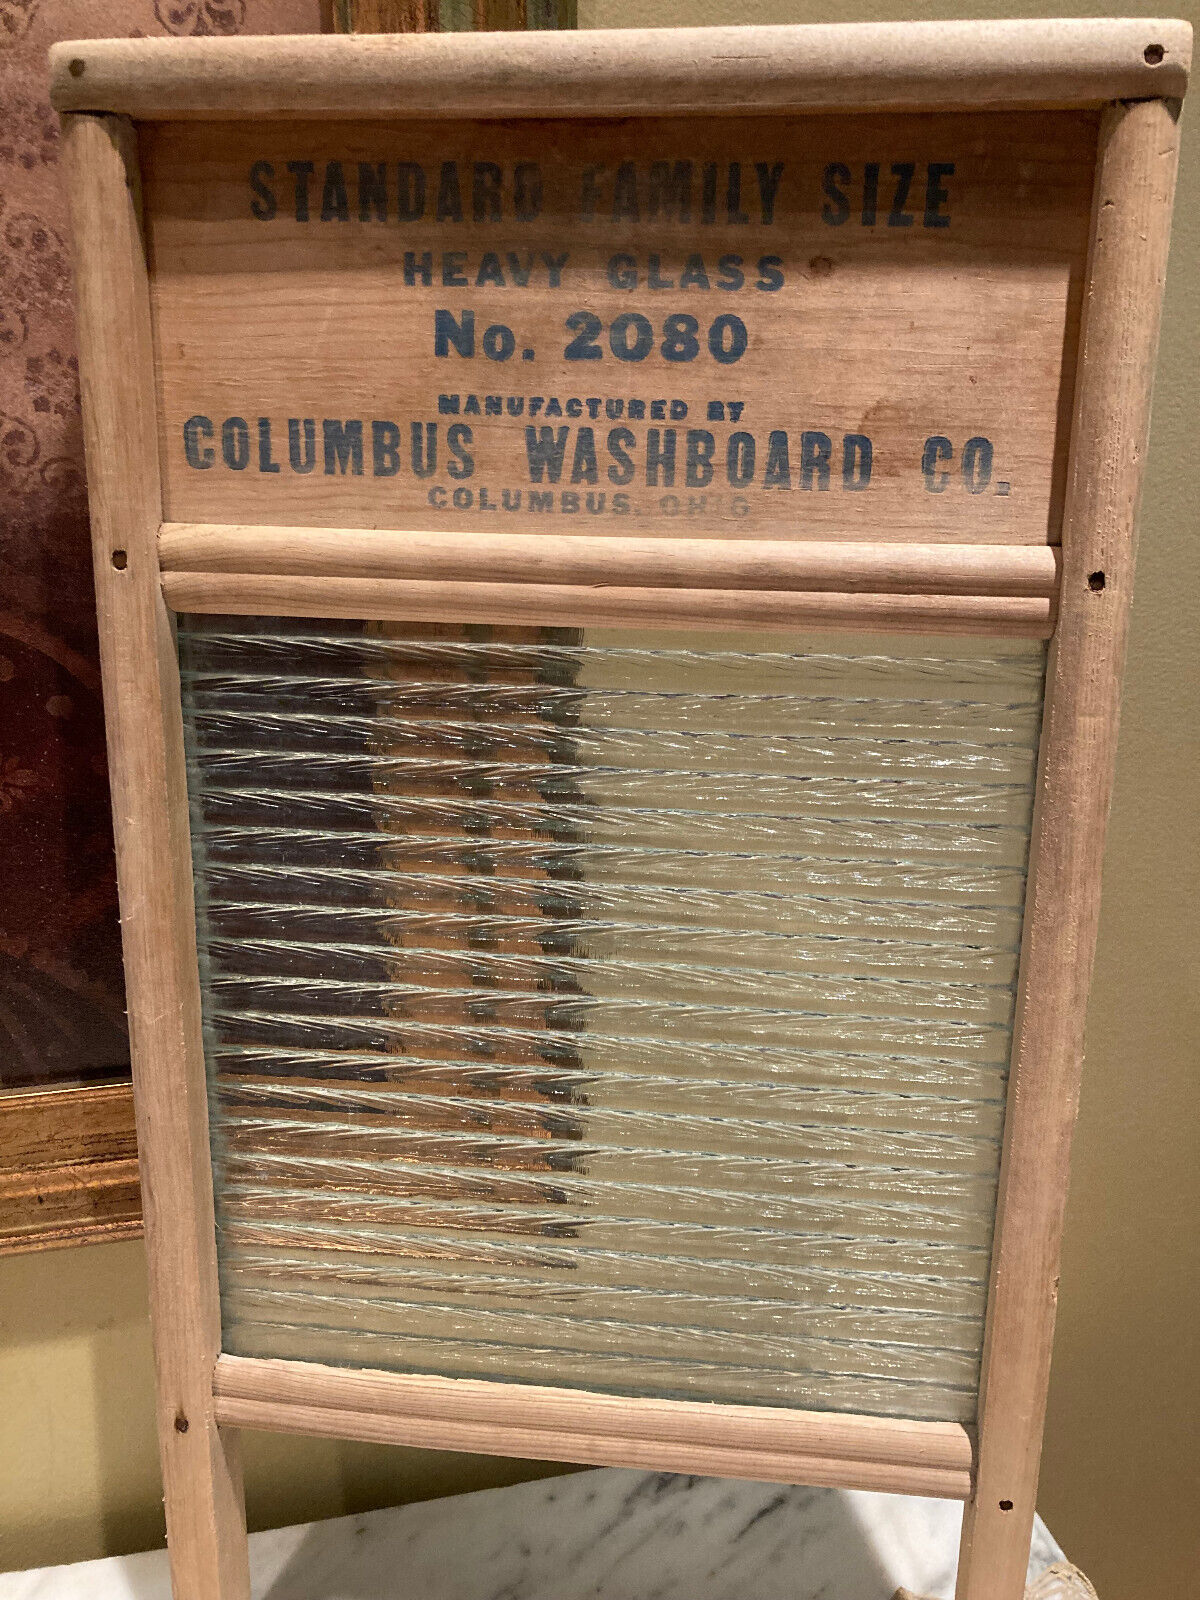 STANDARD FAMILY SIZE
HEAVY GLASS
No. 2080
MANUFACTURED BY
COLUMBUS WASHBOARD CO.
COLUMBUS, OHIO